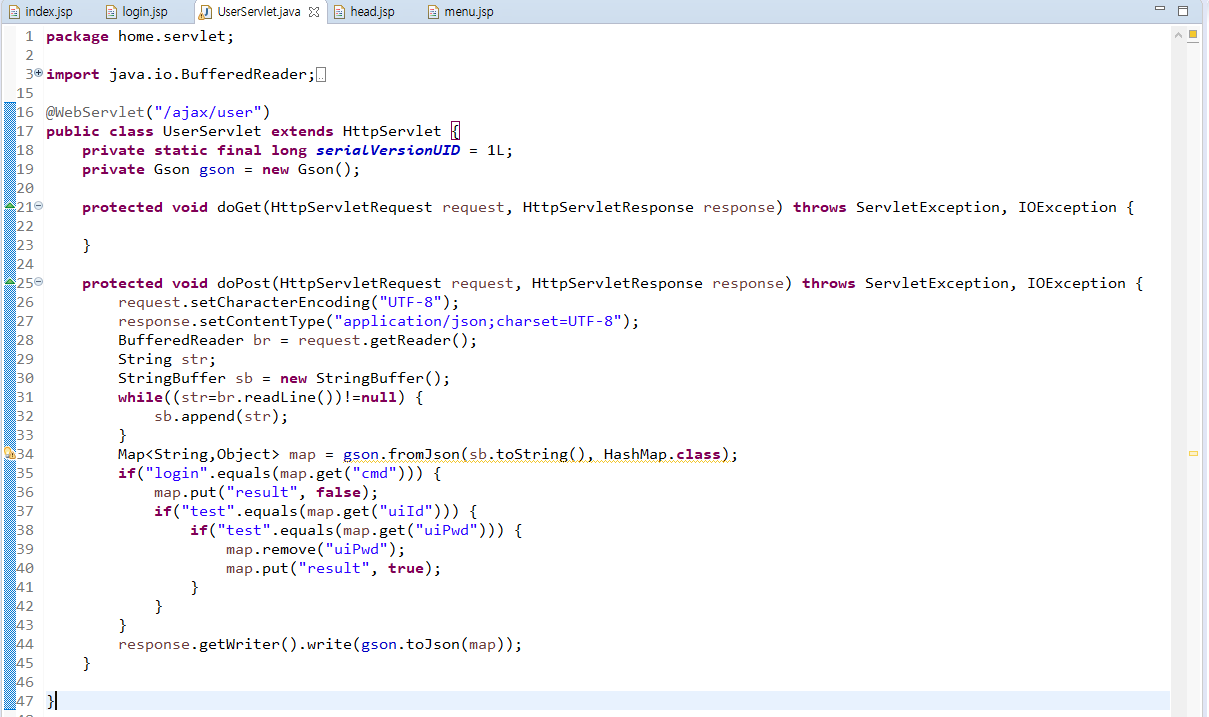 index.jsp login.jsp UserServlet.java head.jsp menu.jsp
1 package home.servlet;
2
3 import java.io.BufferedReader;
15
16 @WebServlet("/ajax/user")
17 public class UserServlet extends HttpServlet {
18     private static final long serialVersionUID = 1L;
19     private Gson gson = new Gson();
20
21     protected void doGet(HttpServletRequest request, HttpServletResponse response) throws ServletException, IOException {
22
23     }
24
25     protected void doPost(HttpServletRequest request, HttpServletResponse response) throws ServletException, IOException {
26         request.setCharacterEncoding("UTF-8");
27         response.setContentType("application/json;charset=UTF-8");
28         BufferedReader br = request.getReader();
29         String str;
30         StringBuffer sb = new StringBuffer();
31         while((str=br.readLine())!=null) {
32             sb.append(str);
33         }
34         Map<String,Object> map = gson.fromJson(sb.toString(), HashMap.class);
35         if("login".equals(map.get("cmd"))) {
36             map.put("result", false);
37             if("test".equals(map.get("uiId"))) {
38                 if("test".equals(map.get("uiPwd"))) {
39                     map.remove("uiPwd");
40                     map.put("result", true);
41                 }
42             }
43         }
44         response.getWriter().write(gson.toJson(map));
45     }
46
47 }